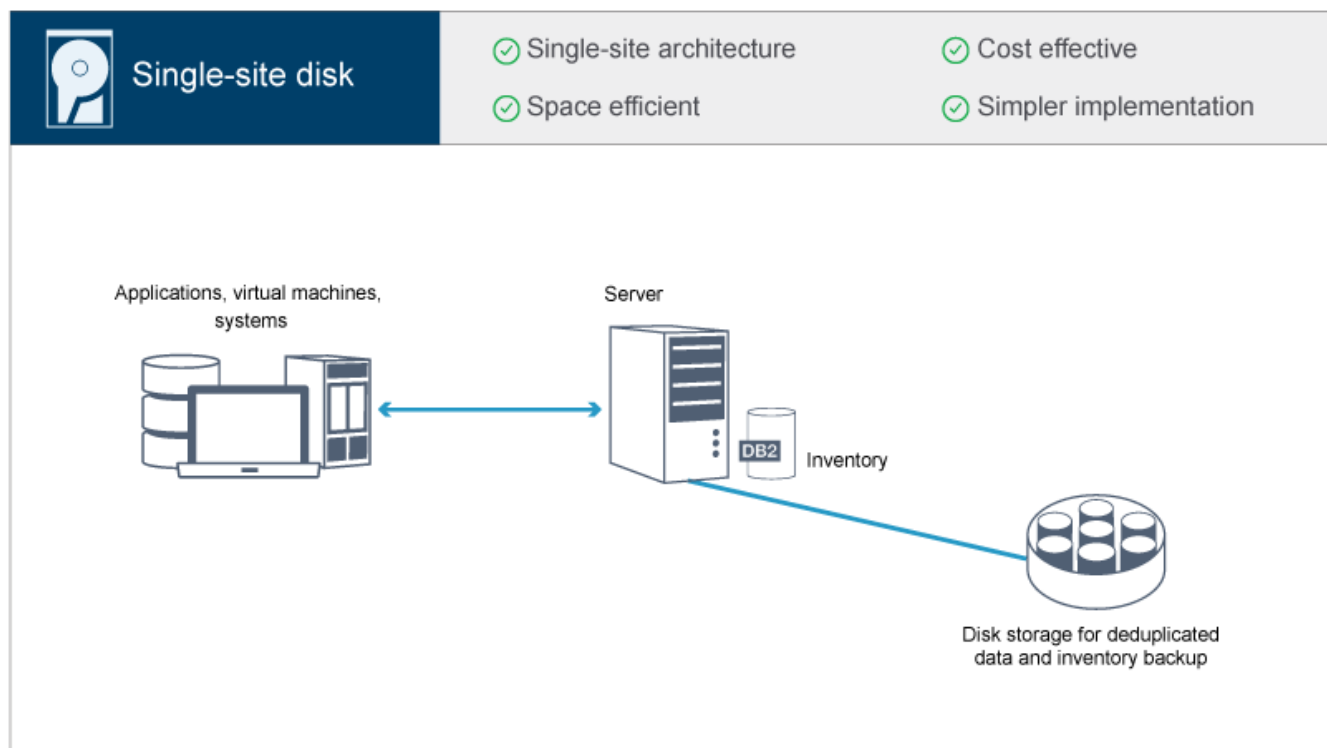 Single-site disk
Single-site architecture
Cost effective
Space efficient
Simpler implementation
Applications, virtual machines,
systems
Server
DB2
Inventory
Disk storage for deduplicated
data and inventory backup